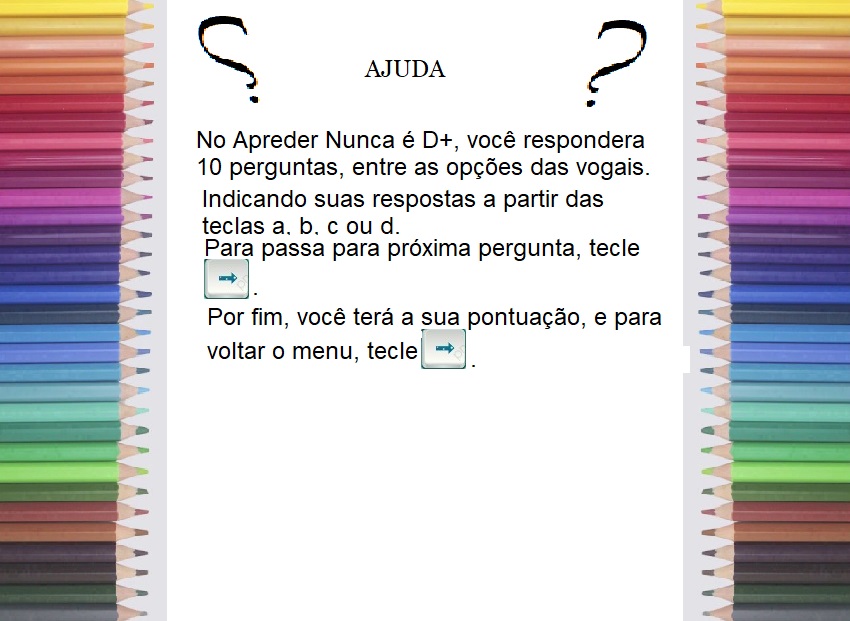 AJUDA
No Apreder Nunca é D+, você respondera
10 perguntas, entre as opções das vogais.
Indicando suas respostas a partir das
teclas a, b, c ou d.
Para passa para próxima pergunta, tecle
.
Por fim, você terá a sua pontuação, e para
voltar o menu, tecle .